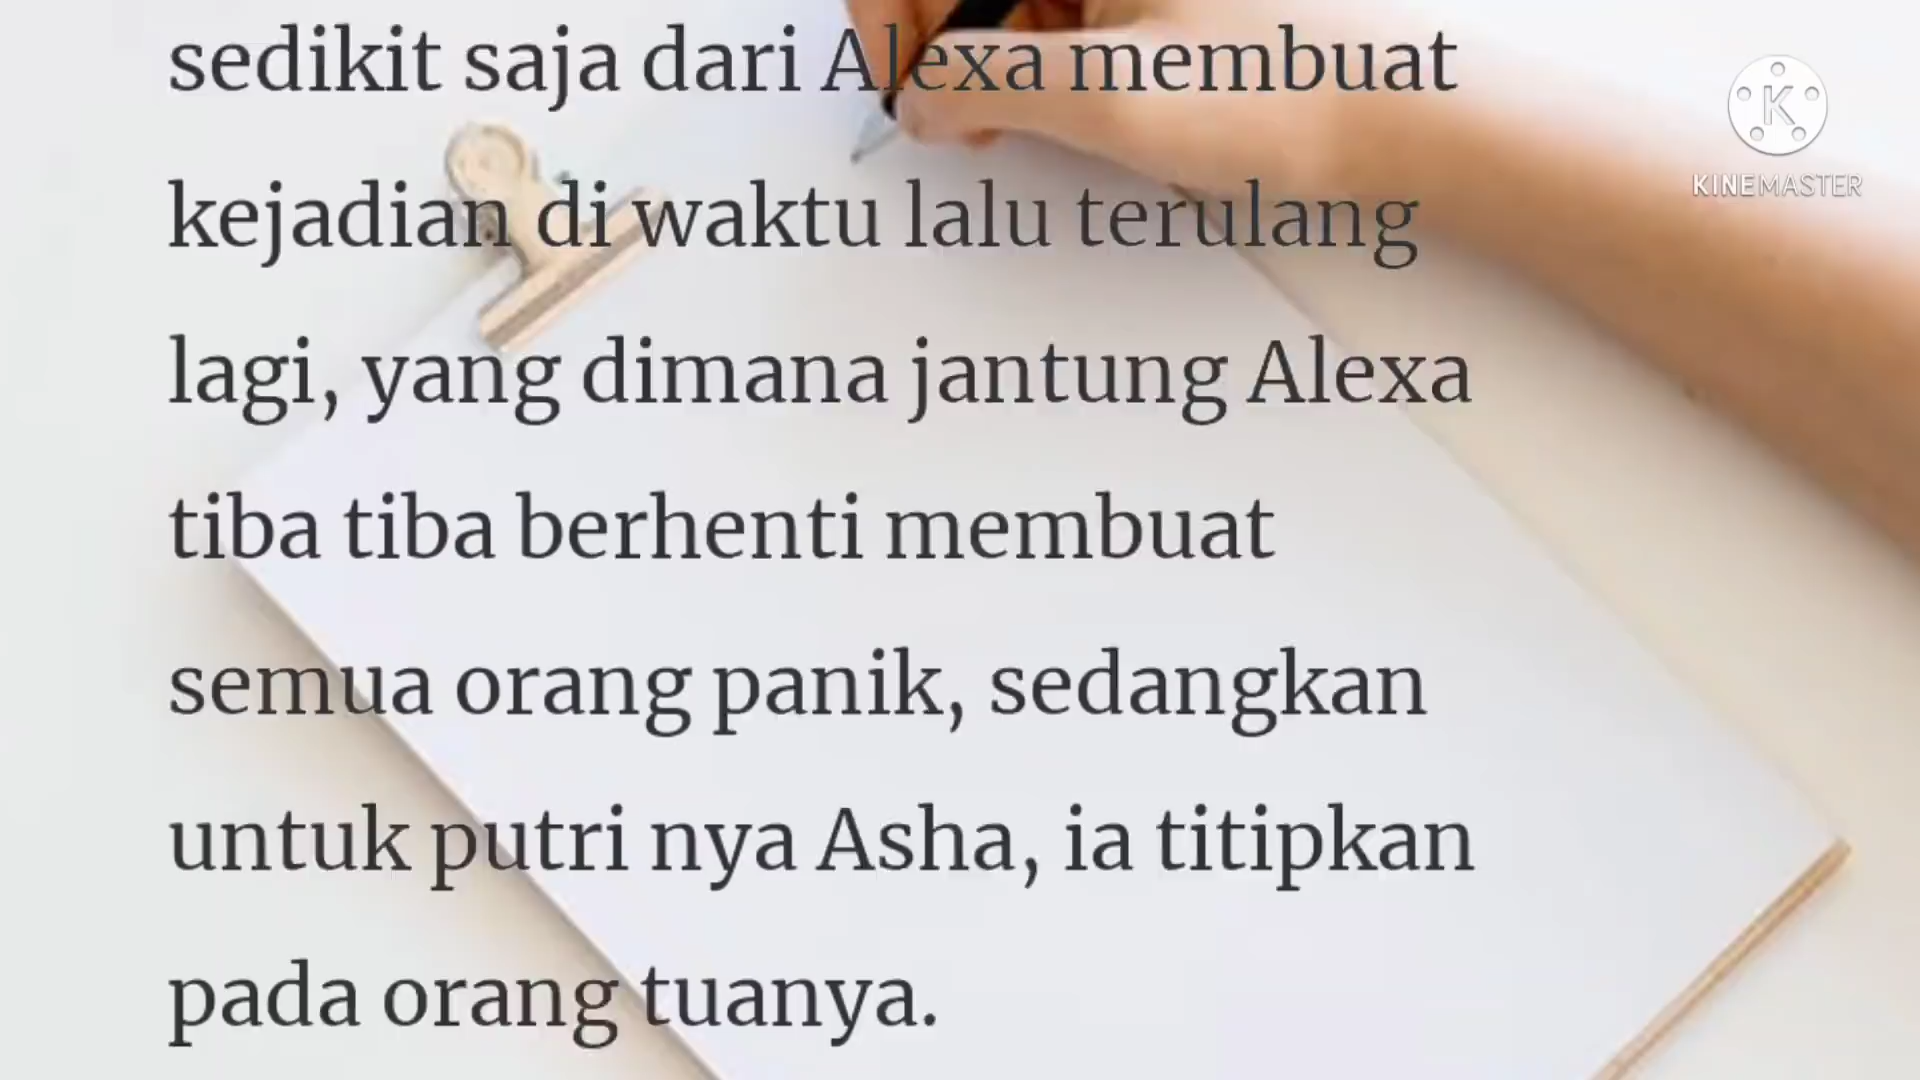 sedikit saja dari Alexa membuat
kejadian di waktu lalu terulang
lagi, yang dimana jantung Alexa
tiba tiba berhenti membuat
semua orang panik, sedangkan
untuk putri nya Asha, ia titipkan
pada orang tuanya.
K
KINEMASTER